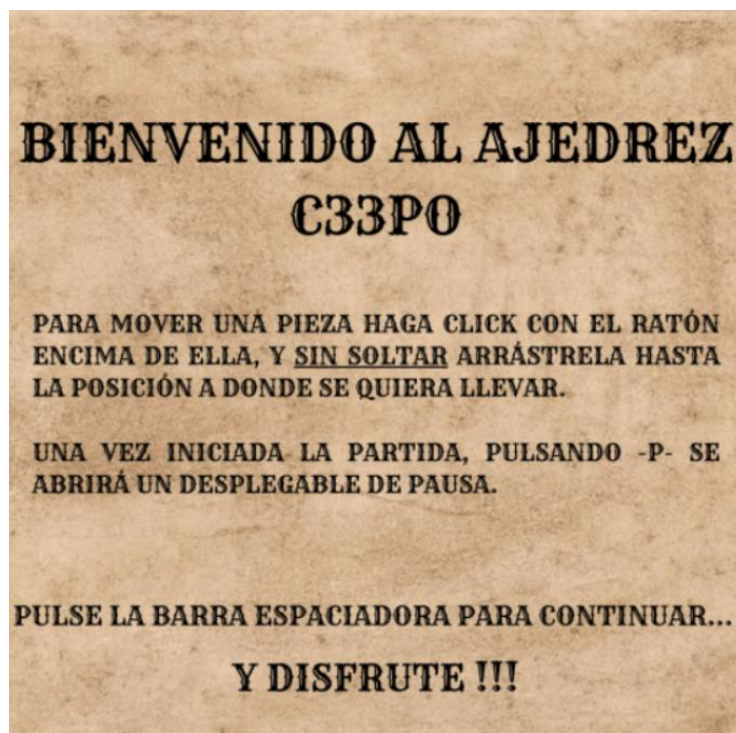 BIENVENIDO AL AJEDREZ
C33PO
PARA MOVER UNA PIEZA HAGA CLICK CON EL RATÓN
ENCIMA DE ELLA, Y SIN SOLTAR ARRÁSTRELA HASTA
LA POSICIÓN A DONDE SE QUIERA LLEVAR.
UNA VEZ INICIADA LA PARTIDA, PULSANDO -P- SE
ABRIRÁ UN DESPLEGABLE DE PAUSA.
PULSE LA BARRA ESPACIADORA PARA CONTINUAR...
Y DISFRUTE !!!